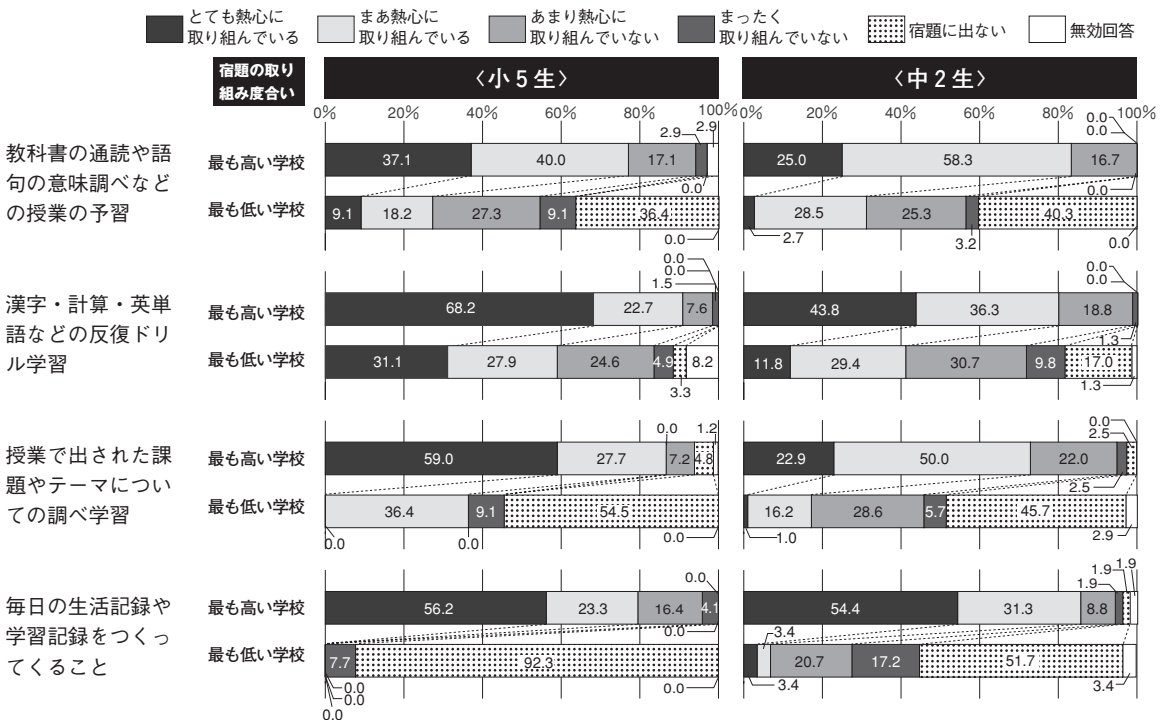 とても熱心に
取り組んでいる
まあ熱心に
取り組んでいる
あまり熱心に
取り組んでいない
まったく
取り組んでいない
宿題に出ない
無効回答
宿題の取り
組み度合い
〈小5生〉
〈中2生〉
0% 20% 40% 60% 80% 100%
0% 20% 40% 60% 80% 100%
教科書の通読や語
句の意味調べなど
の授業の予習
最も高い学校
37.1 40.0 17.1 2.9 0.0 2.9
25.0 58.3 16.7 0.0 0.0 0.0
最も低い学校
9.1 18.2 27.3 9.1 36.4 0.0
2.7 28.5 25.3 3.2 40.3 0.0
漢字・計算・英単
語などの反復ドリ
ル学習
最も高い学校
68.2 22.7 7.6 1.5 0.0 0.0
43.8 36.3 18.8 1.3 0.0 0.0
最も低い学校
31.1 27.9 24.6 4.9 3.3 8.2
11.8 29.4 30.7 9.8 17.0 1.3
授業で出された課
題やテーマについ
ての調べ学習
最も高い学校
59.0 27.7 7.2 0.0 4.8 1.2
22.9 50.0 22.0 2.5 2.5 0.0
最も低い学校
0.0 36.4 0.0 9.1 54.5 0.0
1.0 16.2 28.6 5.7 45.7 2.9
毎日の生活記録や
学習記録をつくっ
てくること
最も高い学校
56.2 23.3 16.4 4.1 0.0 0.0
54.4 31.3 8.8 1.9 1.9 1.9
最も低い学校
0.0 0.0 0.0 7.7 92.3 0.0
3.4 3.4 20.7 17.2 51.7 3.4